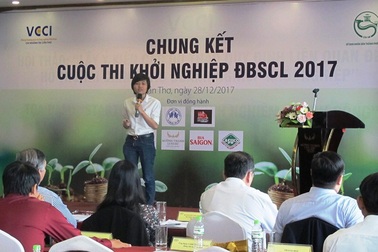 VCCI
CHUNG KẾT
CUỘC THI KHỞI NGHIỆP ĐBSCL 2017
Cần Thơ, ngày 28/12/2017
Đơn vị đồng hành
BIA SAIGON